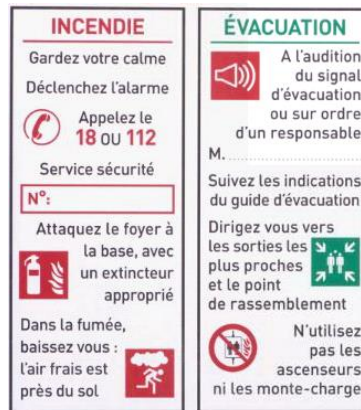 INCENDIE
Gardez votre calme
Déclenchez l'alarme
Appelez le
18 OU 112
Service sécurité
N°:
Attaquez le foyer à
la base, avec
un extincteur
approprié
Dans la fumée,
baissez vous :
l'air frais est
près du sol
ÉVACUATION
A l'audition
du signal
d'évacuation
ou sur ordre
d'un responsable
M.
Suivez les indications
du guide d'évacuation
Dirigez vous vers
les sorties les
plus proches
et le point
de rassemblement
N'utilisez
pas les
ascenseurs
ni les monte-charge